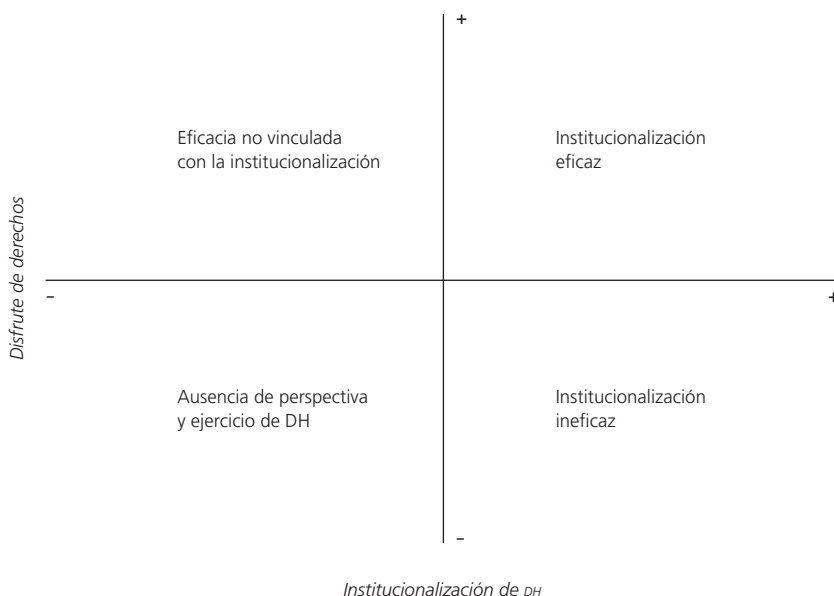 +
Eficacia no vinculada
con la institucionalización
Institucionalización
eficaz
Disfrute de derechos
–
+
Ausencia de perspectiva
y ejercicio de DH
Institucionalización
ineficaz
–
Institucionalización de DH